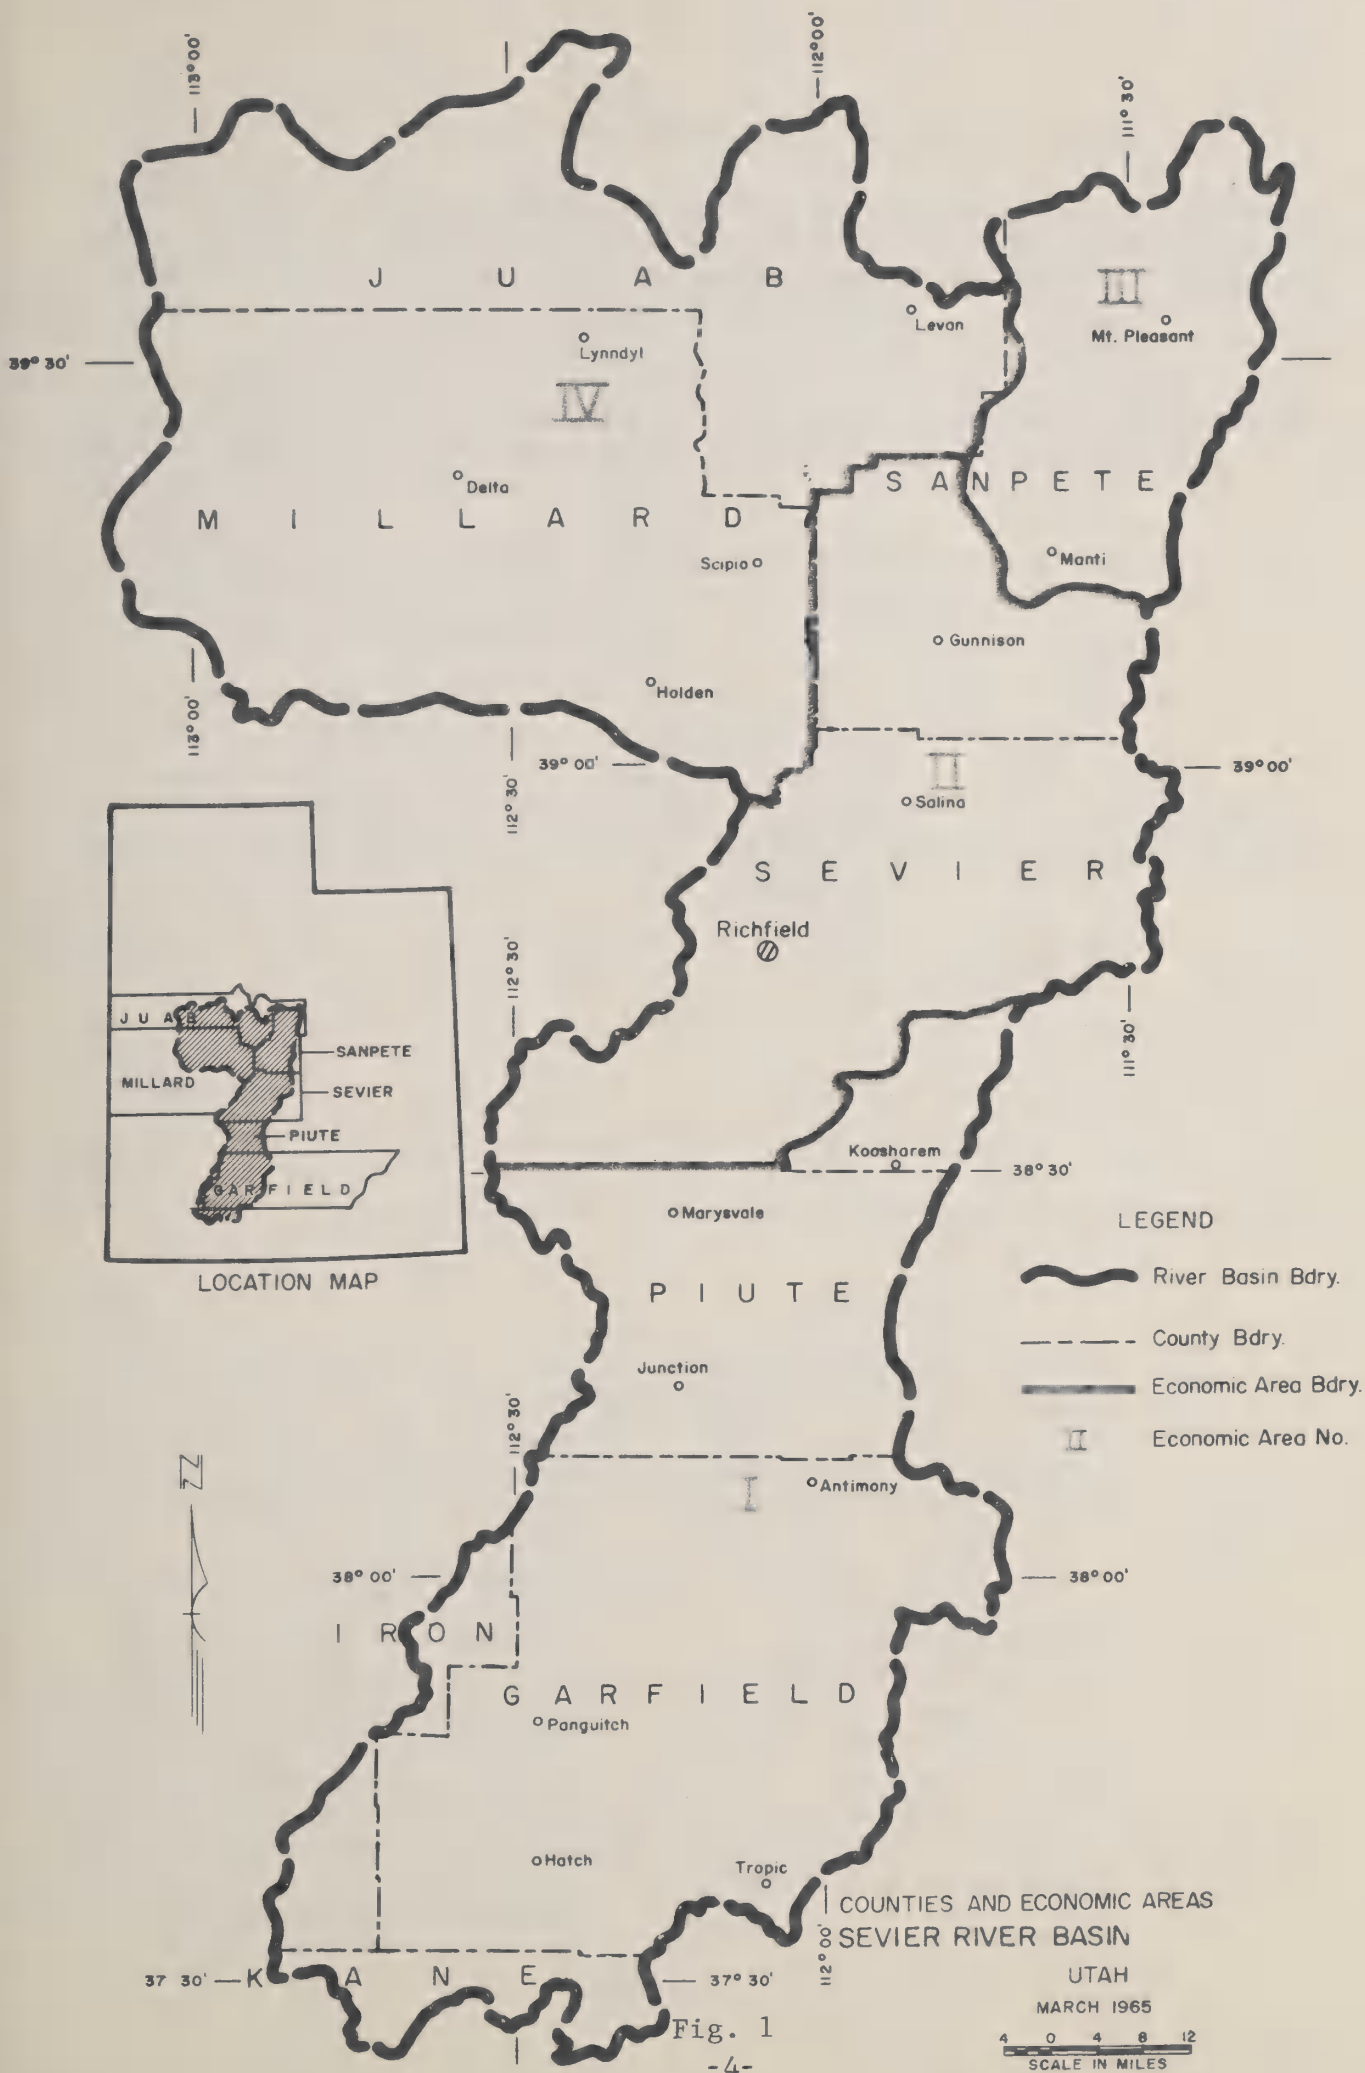 113° 00'
112° 00'
111° 30'
J U A B
III
Levan
Mt. Pleasant
39° 30'
Lynndyl
IV
SANPETE
Delta
M I L L A R D
Scipio
Manti
Gunnison
Holden
113° 00'
112° 30'
39° 00'
39° 00'
II
Salina
S E V I E R
Richfield
112° 30'
111° 30'
J U A B
SANPETE
MILLARD
SEVIER
PIUTE
GARFIELD
LOCATION MAP
Koosharem
38° 30'
Marysvale
P I U T E
Junction
LEGEND
River Basin Bdry.
County Bdry.
Economic Area Bdry.
II Economic Area No.
112° 30'
I
Antimony
N
38° 00'
38° 00'
I R O N
G A R F I E L D
Panguitch
Hatch
Tropic
112° 00'
37 30'
K A N E
37° 30'
COUNTIES AND ECONOMIC AREAS
SEVIER RIVER BASIN
UTAH
MARCH 1965
4 0 4 8 12
SCALE IN MILES
Fig. 1
-4-